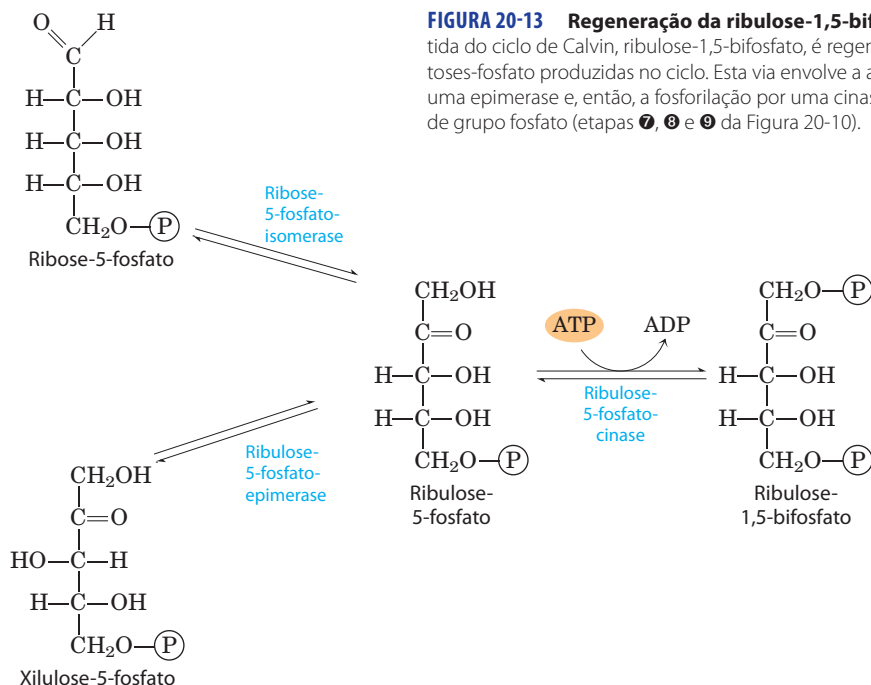 FIGURA 20-13 Regeneração da ribulose-1,5-bif
tida do ciclo de Calvin, ribulose-1,5-bifosfato, é regen
toses-fosfato produzidas no ciclo. Esta via envolve a a
uma epimerase e, então, a fosforilação por uma cinas
de grupo fosfato (etapas ❼, ❽ e ❾ da Figura 20-10).
O H
C
H—C—OH
H—C—OH
H—C—OH
CH₂O—P
Ribose-5-fosfato
Ribose-
5-fosfato-
isomerase
CH₂OH
C=O
H—C—OH
H—C—OH
CH₂O—P
Ribulose-
5-fosfato
ATP ADP
Ribulose-
5-fosfato-
cinase
CH₂O—P
C=O
H—C—OH
H—C—OH
CH₂O—P
Ribulose-
1,5-bifosfato
Ribulose-
5-fosfato-
epimerase
CH₂OH
C=O
HO—C—H
H—C—OH
CH₂O—P
Xilulose-5-fosfato